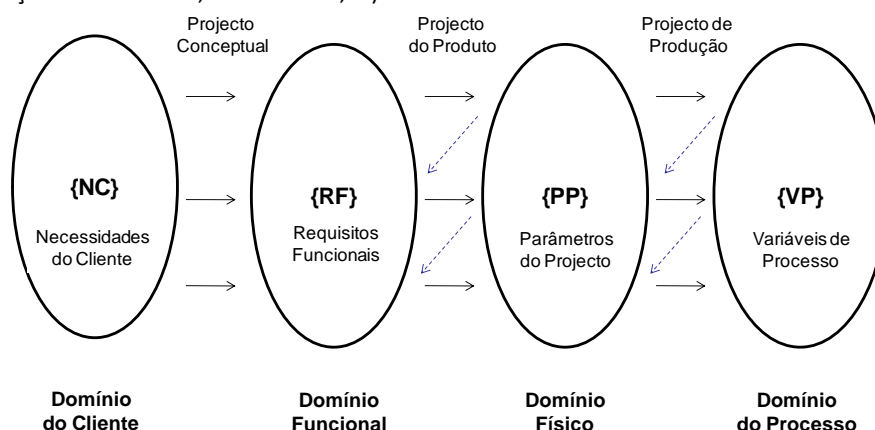 Projecto
Conceptual
Projecto
do Produto
Projecto de
Produção
{NC}
Necessidades
do Cliente
{RF}
Requisitos
Funcionais
{PP}
Parâmetros
do Projecto
{VP}
Variáveis de
Processo
Domínio
do Cliente
Domínio
Funcional
Domínio
Físico
Domínio
do Processo